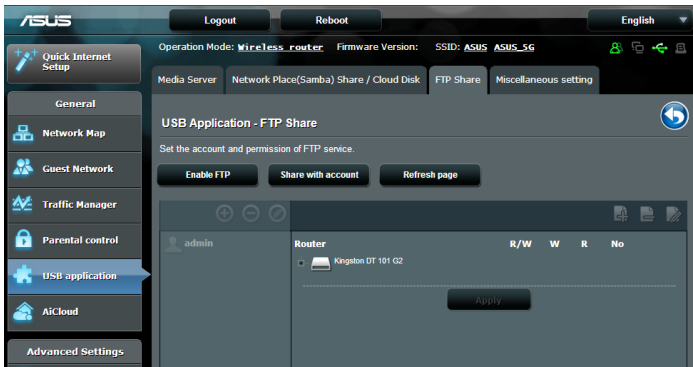 ASUS
Logout
Reboot
English
Operation Mode: Wireless router Firmware Version: SSID: ASUS ASUS_5G
Quick Internet
Setup
General
Network Map
Guest Network
Traffic Manager
Parental control
USB application
AiCloud
Advanced Settings
Media Server
Network Place(Samba) Share / Cloud Disk
FTP Share
Miscellaneous setting
USB Application - FTP Share
Set the account and permission of FTP service.
Enable FTP
Share with account
Refresh page
admin
Router R/W W R No
Kingston DT 101 G2
Apply